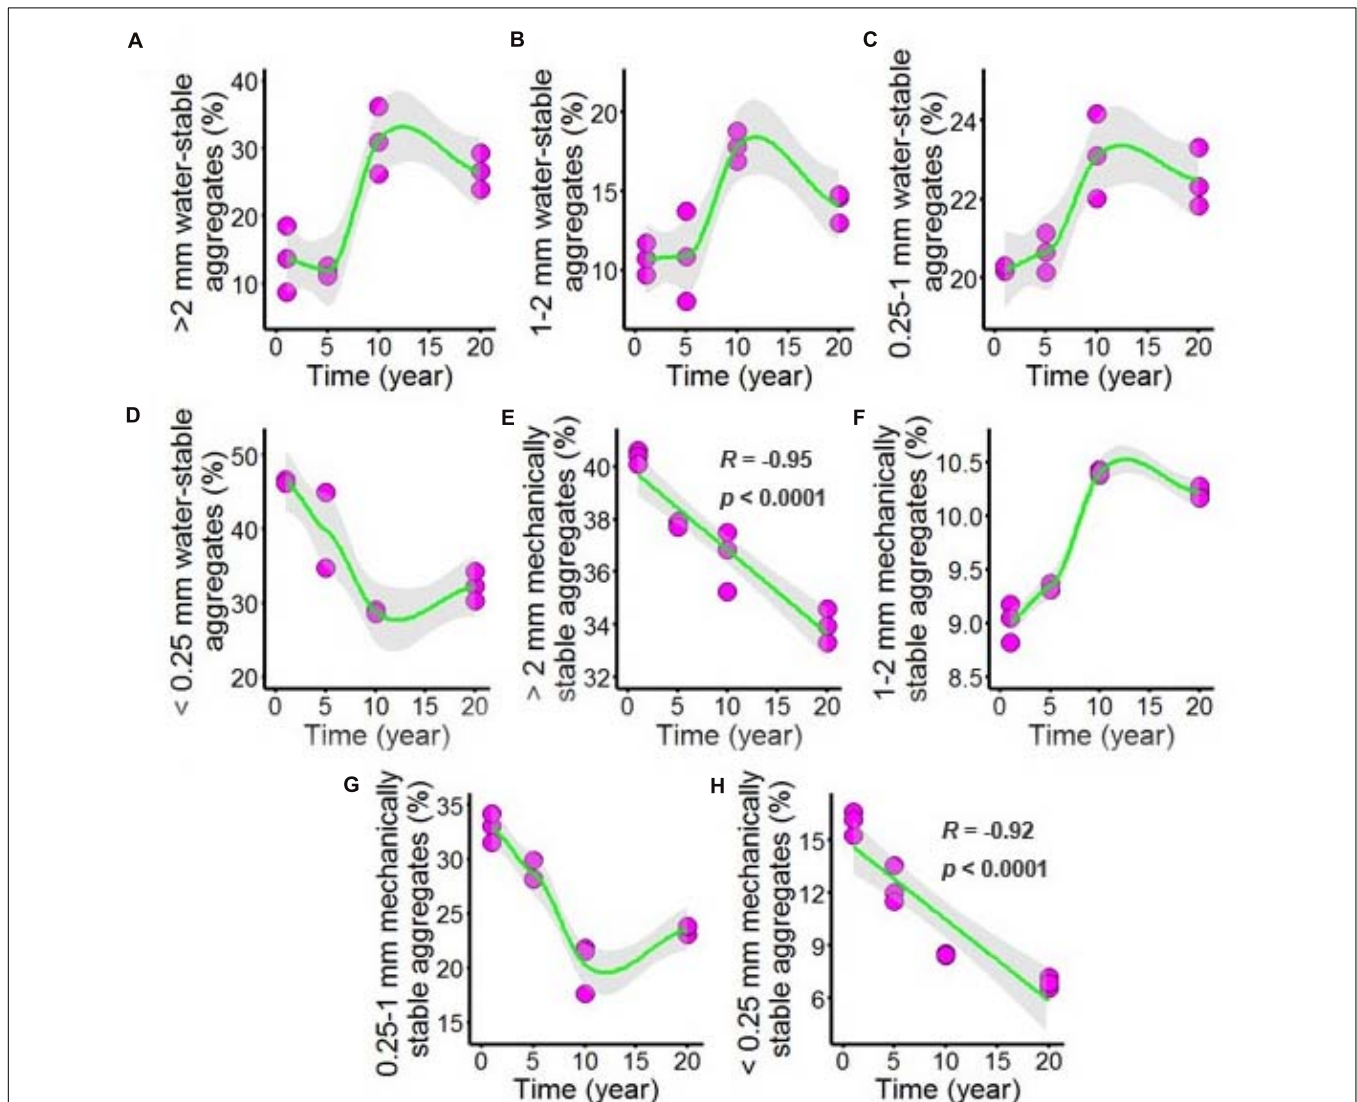 A
>2 mm water-stable
aggregates (%)
40
30
20
10
0 5 10 15 20
Time (year)
B
1-2 mm water-stable
aggregates (%)
20
15
10
0 5 10 15 20
Time (year)
C
0.25-1 mm water-stable
aggregates (%)
24
22
20
0 5 10 15 20
Time (year)
D
< 0.25 mm water-stable
aggregates (%)
50
40
30
20
0 5 10 15 20
Time (year)
E
> 2 mm mechanically
stable aggregates (%)
40
38
36
34
32
R = -0.95
p < 0.0001
0 5 10 15 20
Time (year)
F
1-2 mm mechanically
stable aggregates (%)
10.5
10.0
9.5
9.0
8.5
0 5 10 15 20
Time (year)
G
0.25-1 mm mechanically
stable aggregates (%)
35
30
25
20
15
0 5 10 15 20
Time (year)
H
< 0.25 mm mechanically
stable aggregates (%)
15
12
9
6
R = -0.92
p < 0.0001
0 5 10 15 20
Time (year)